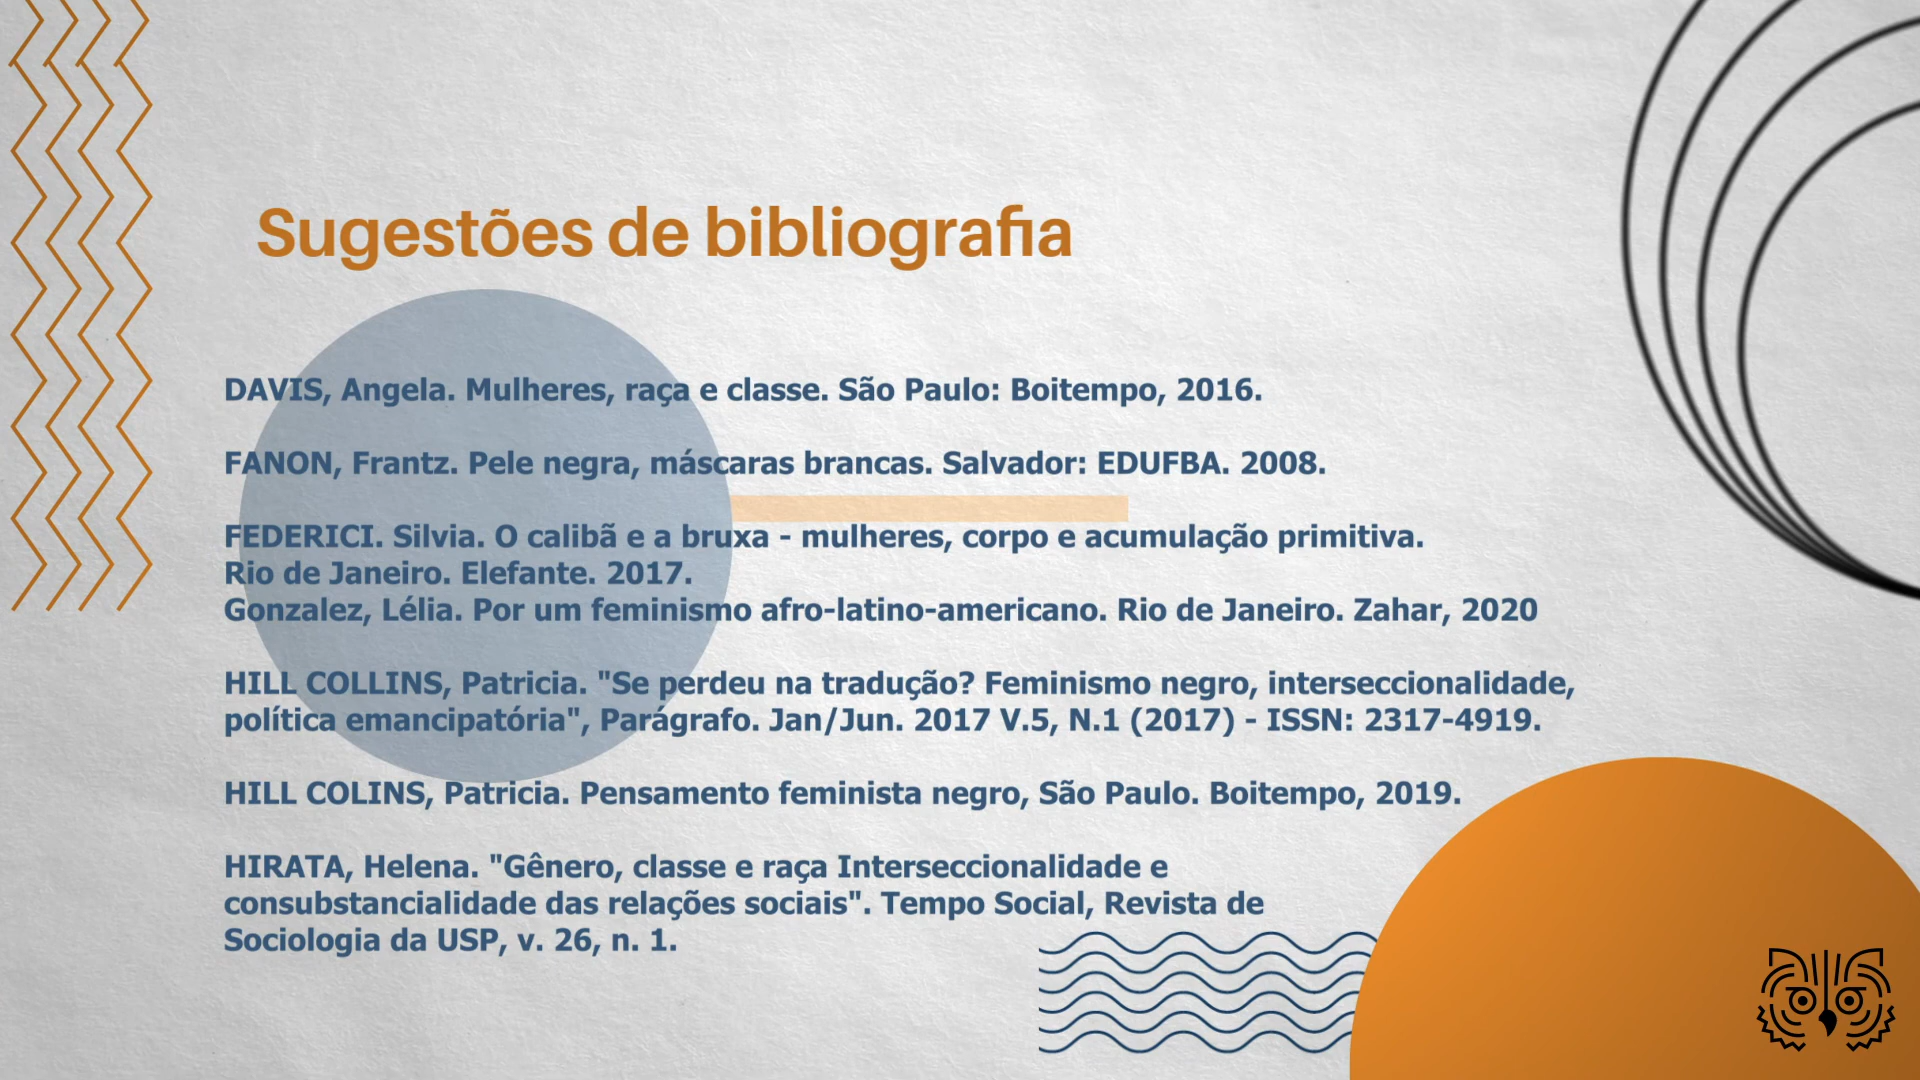 Sugestões de bibliografia
DAVIS, Angela. Mulheres, raça e classe. São Paulo: Boitempo, 2016.
FANON, Frantz. Pele negra, máscaras brancas. Salvador: EDUFBA. 2008.
FEDERICI. Silvia. O calibã e a bruxa - mulheres, corpo e acumulação primitiva.
Rio de Janeiro. Elefante. 2017.
Gonzalez, Lélia. Por um feminismo afro-latino-americano. Rio de Janeiro. Zahar, 2020
HILL COLLINS, Patricia. "Se perdeu na tradução? Feminismo negro, interseccionalidade,
política emancipatória", Parágrafo. Jan/Jun. 2017 V.5, N.1 (2017) - ISSN: 2317-4919.
HILL COLINS, Patricia. Pensamento feminista negro, São Paulo. Boitempo, 2019.
HIRATA, Helena. "Gênero, classe e raça Interseccionalidade e
consubstancialidade das relações sociais". Tempo Social, Revista de
Sociologia da USP, v. 26, n. 1.